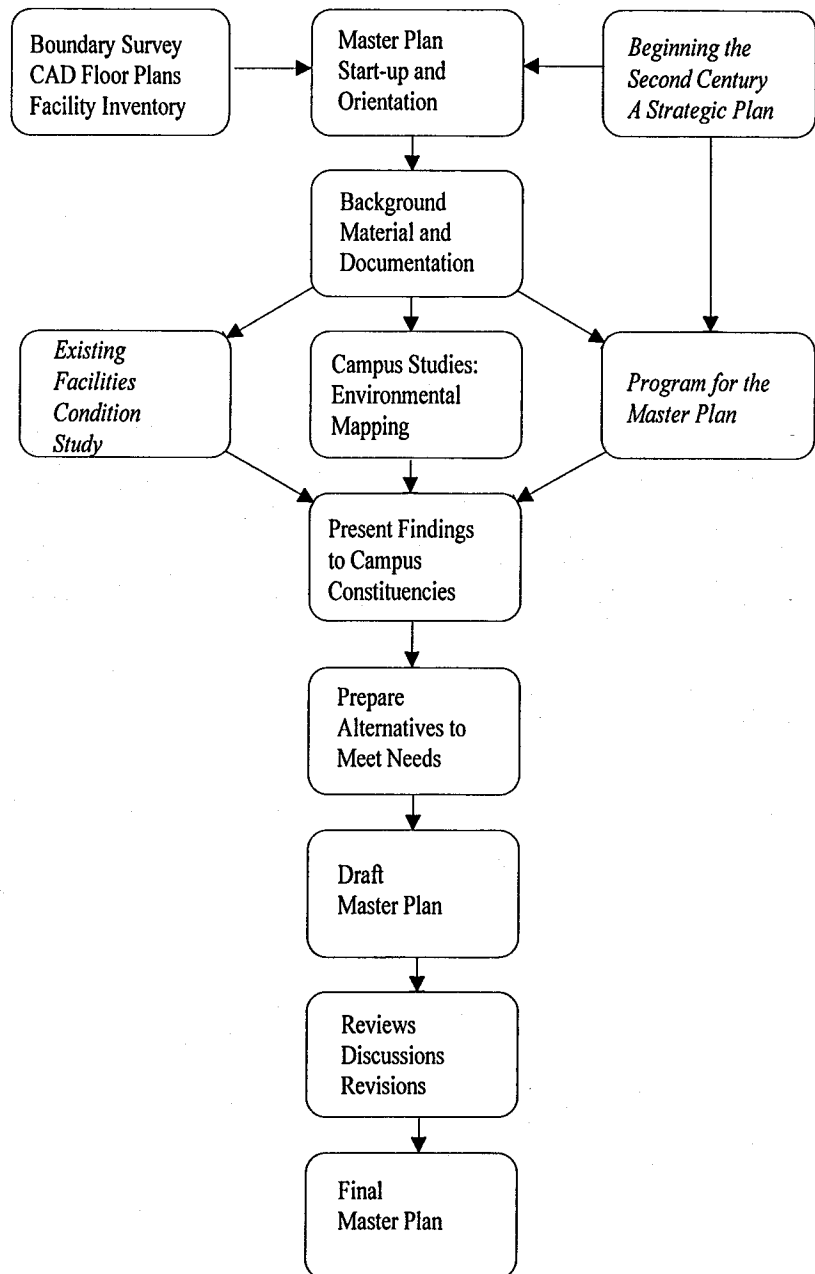 Boundary Survey
CAD Floor Plans
Facility Inventory
Master Plan
Start-up and
Orientation
Beginning the
Second Century
A Strategic Plan
Background
Material and
Documentation
Existing
Facilities
Condition
Study
Campus Studies:
Environmental
Mapping
Program for the
Master Plan
Present Findings
to Campus
Constituencies
Prepare
Alternatives to
Meet Needs
Draft
Master Plan
Reviews
Discussions
Revisions
Final
Master Plan